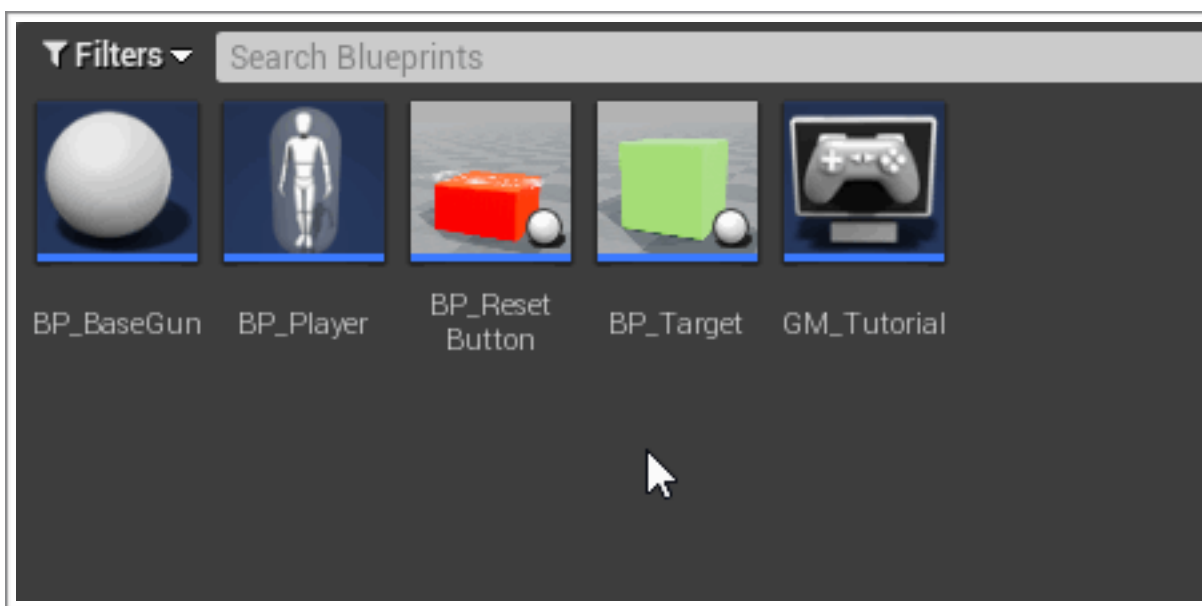 Filters
Search Blueprints
BP_BaseGun
BP_Player
BP_Reset
Button
BP_Target
GM_Tutorial